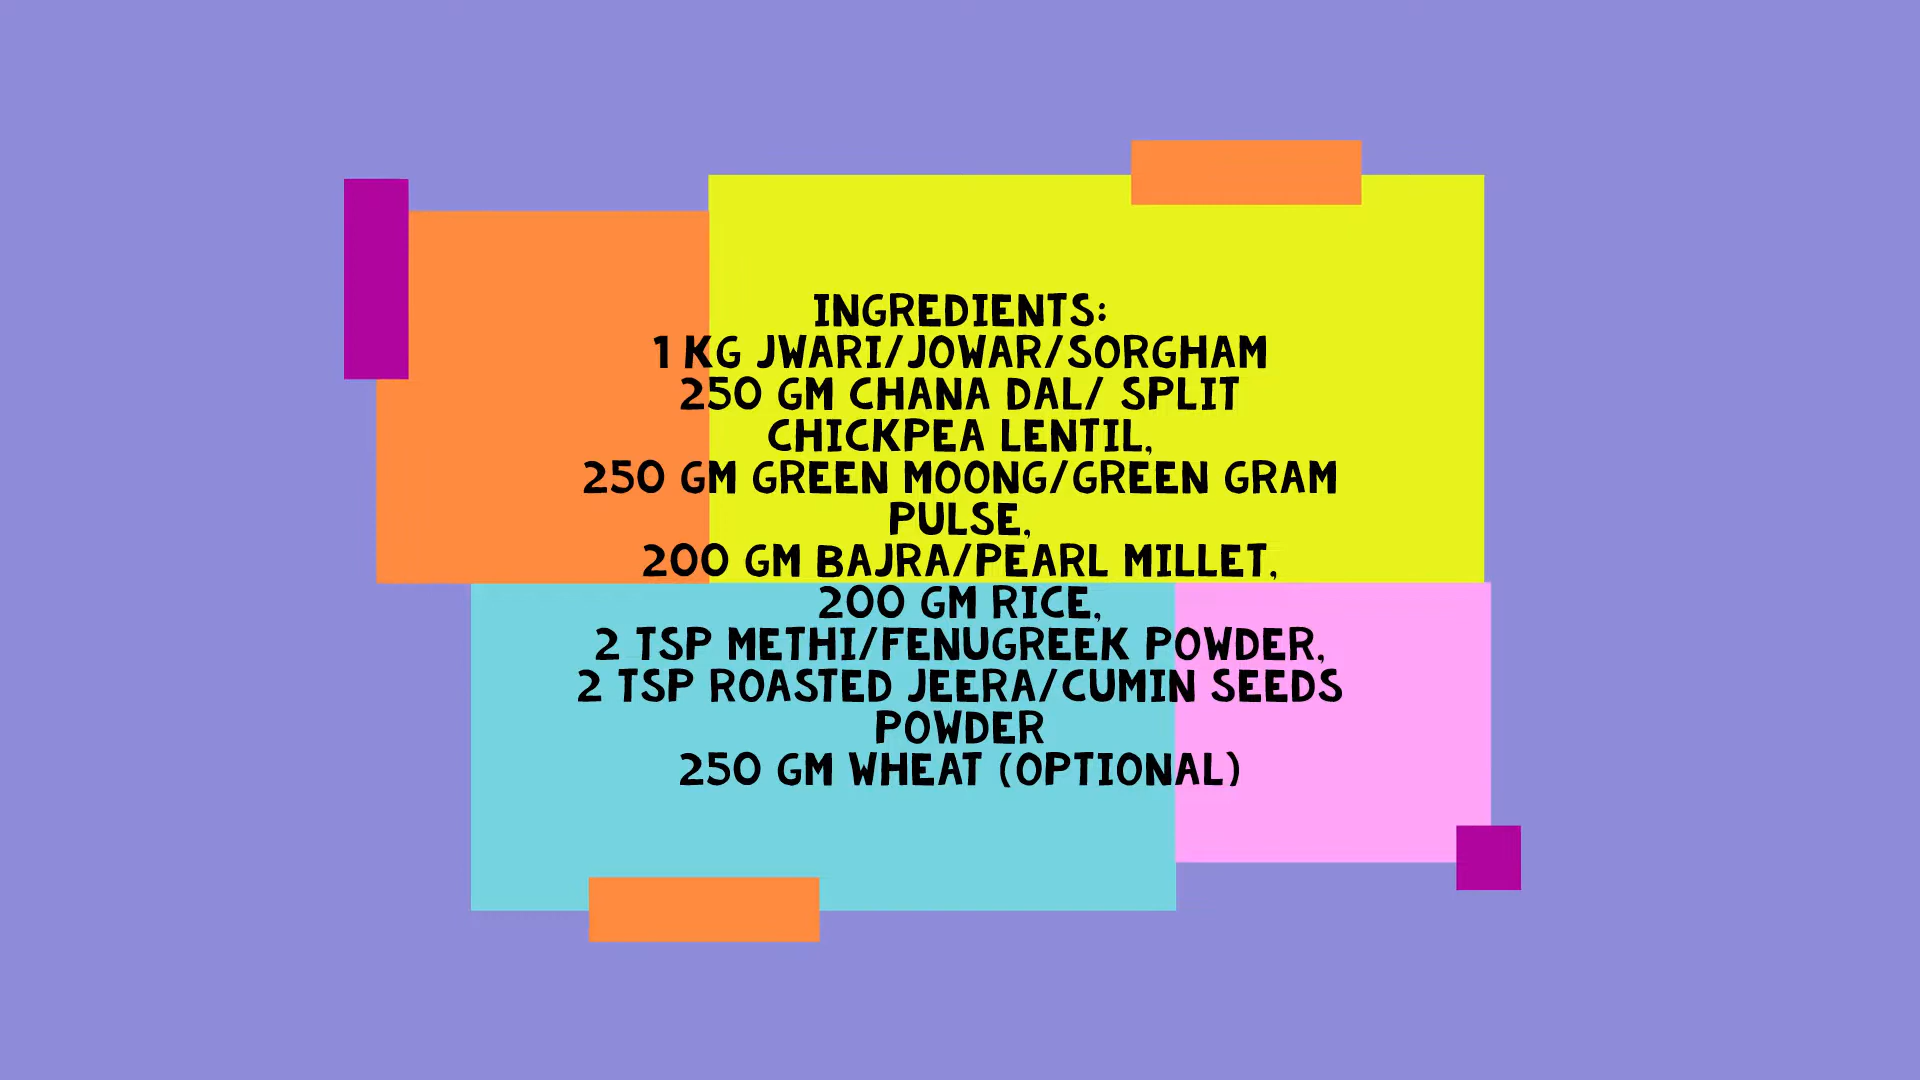 INGREDIENTS:
1 KG JWARI/JOWAR/SORGHAM
250 GM CHANA DAL/ SPLIT
CHICKPEA LENTIL,
250 GM GREEN MOONG/GREEN GRAM
PULSE,
200 GM BAJRA/PEARL MILLET,
200 GM RICE,
2 TSP METHI/FENUGREEK POWDER,
2 TSP ROASTED JEERA/CUMIN SEEDS
POWDER
250 GM WHEAT (OPTIONAL)